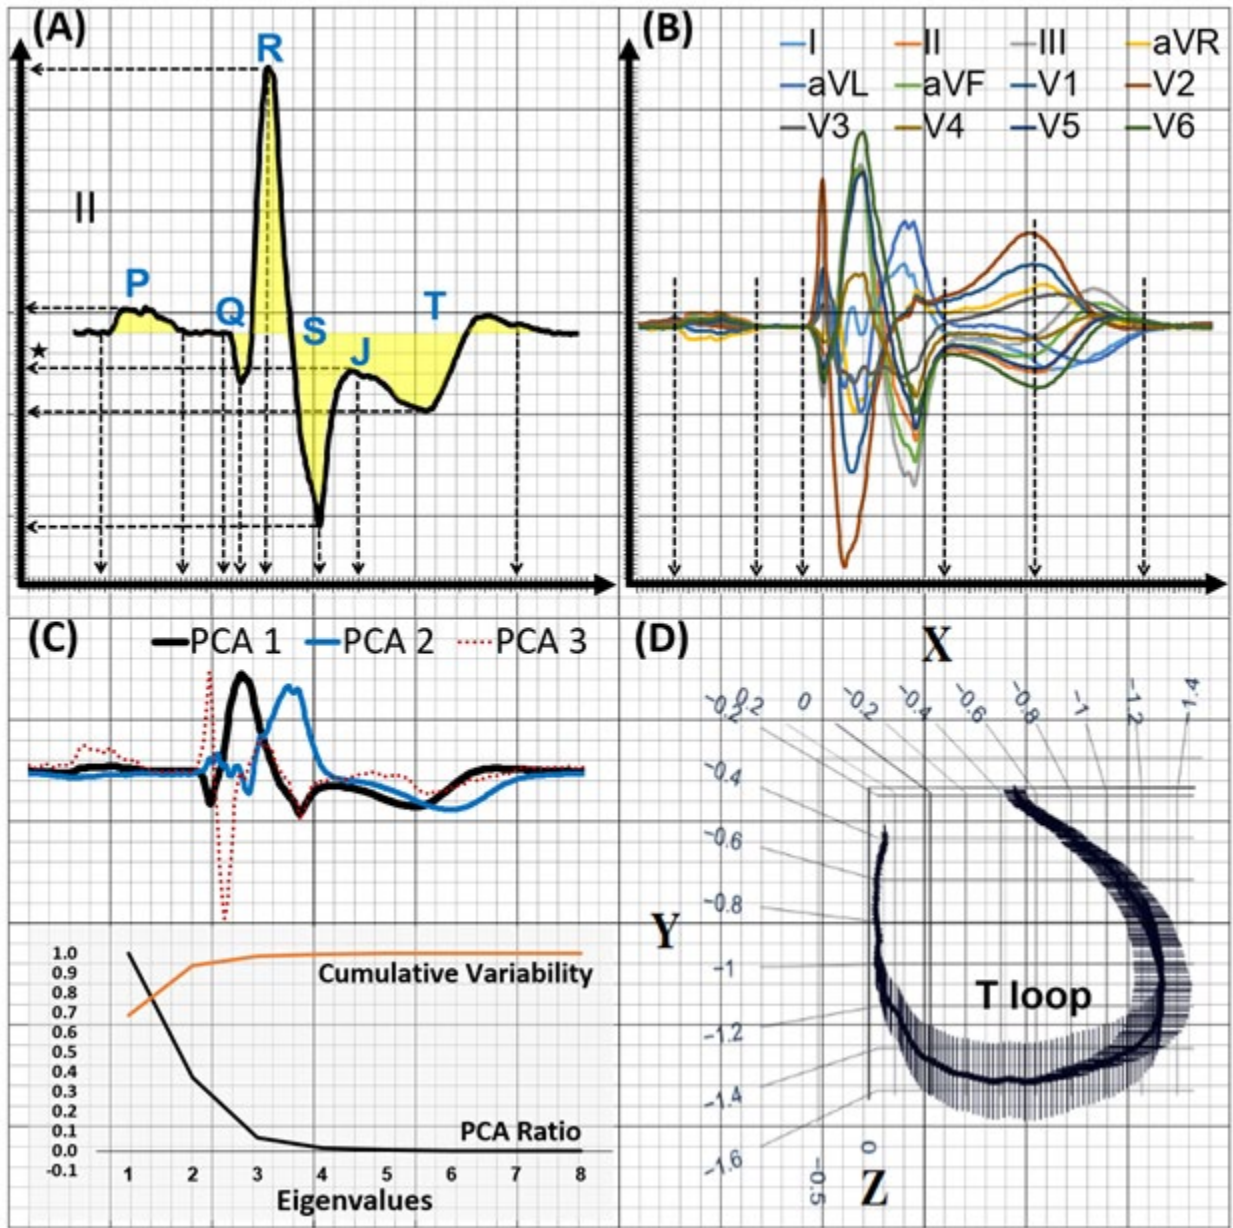 (A)
R
II
P
Q
S
J
T
★
(B)
I II III aVR
aVL aVF V1 V2
V3 V4 V5 V6
(C) PCA 1 PCA 2 PCA 3
1.0
0.9
0.8
0.7
0.6
0.5
0.4
0.3
0.2
0.1
0.0
-0.1
Cumulative Variability
PCA Ratio
1 2 3 4 5 6 7 8
Eigenvalues
(D)
X
0.2 0 -0.2 -0.4 -0.6 -0.8 -1 -1.2 -1.4
-0.2
-0.4
-0.6
-0.8
Y
-1
-1.2
-1.4
-1.6
T loop
0
-0.5
Z